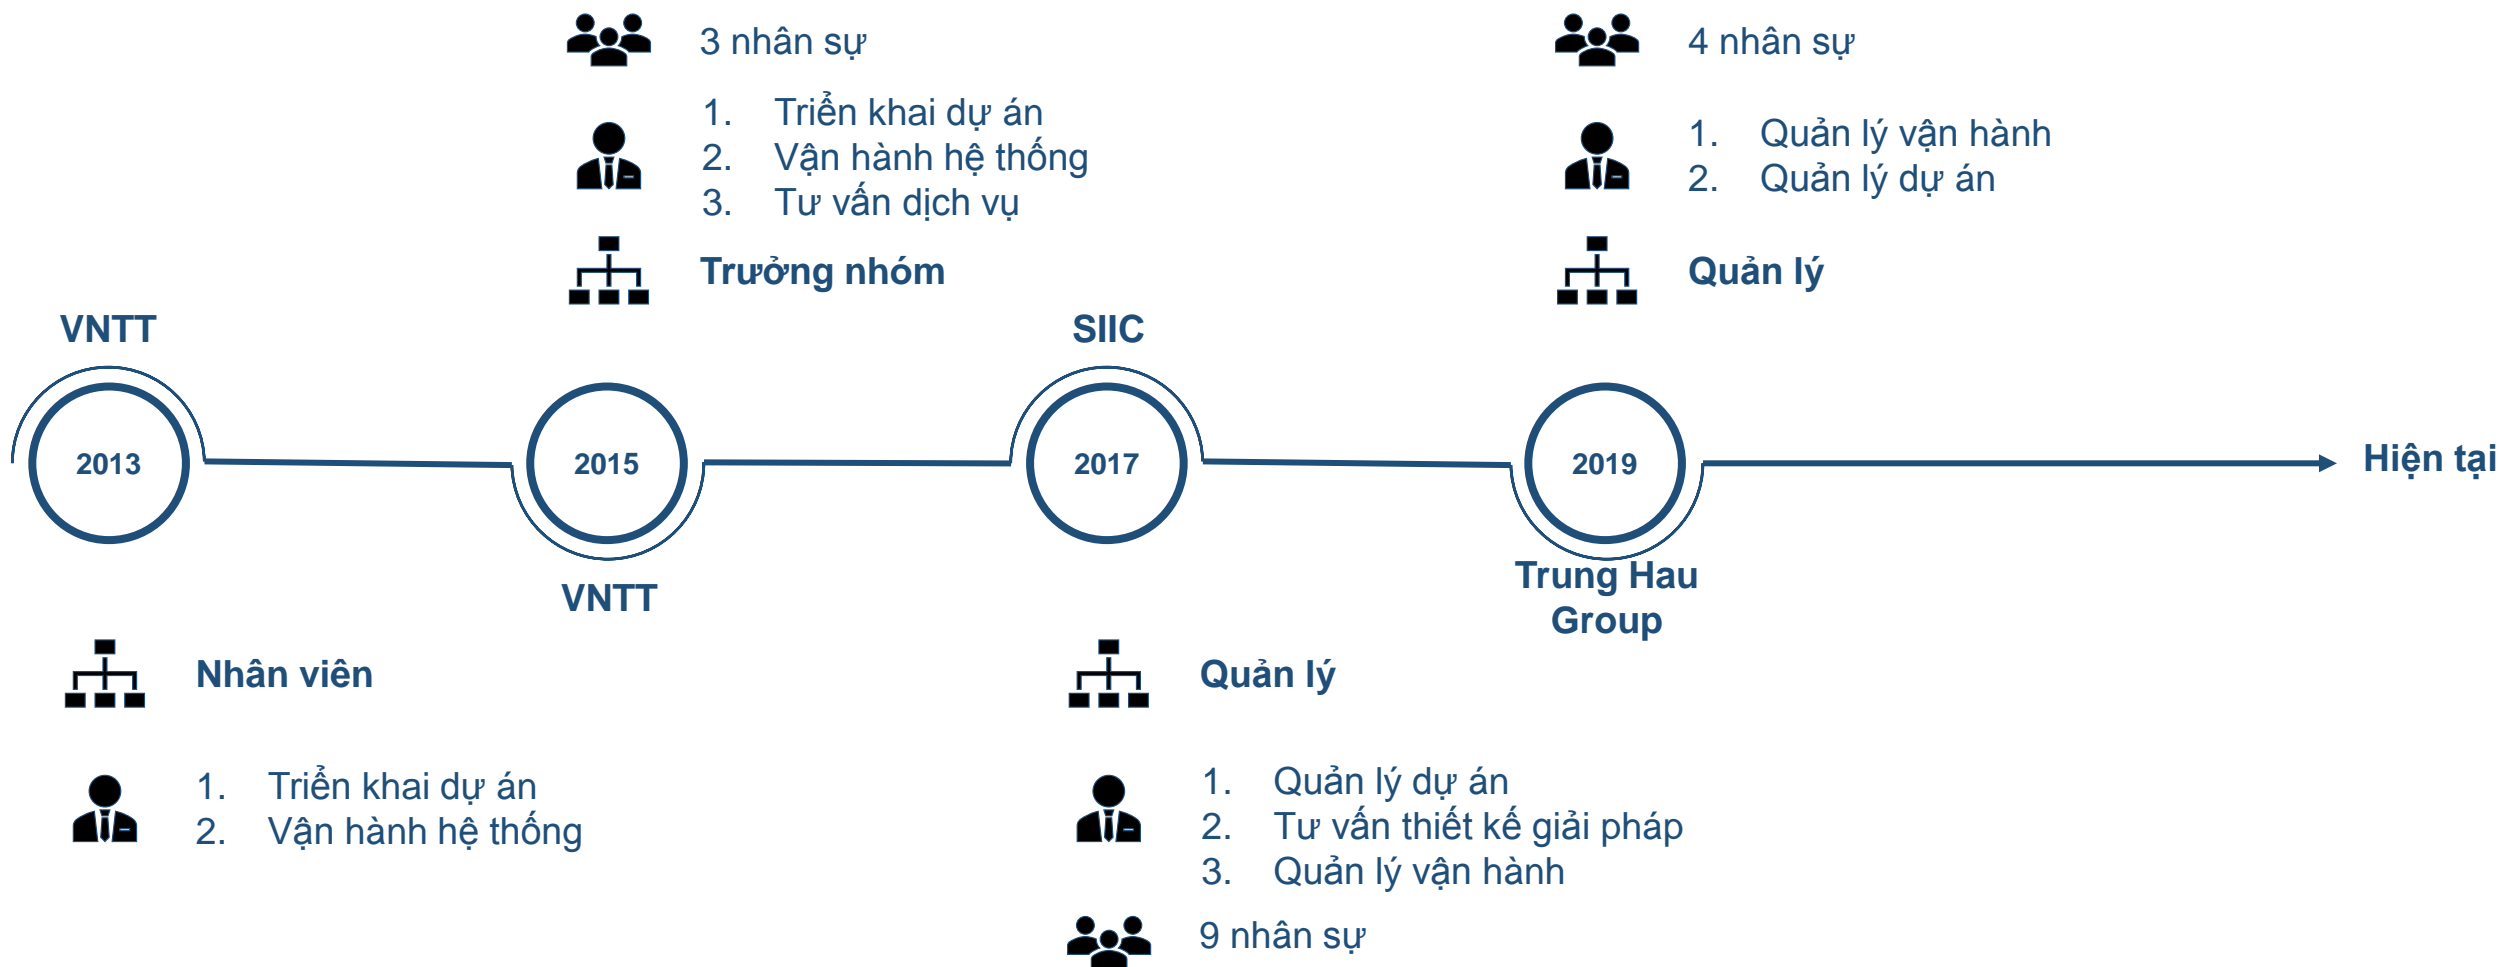 3 nhân sự
1. Triển khai dự án
2. Vận hành hệ thống
3. Tư vấn dịch vụ
Trưởng nhóm
4 nhân sự
1. Quản lý vận hành
2. Quản lý dự án
Quản lý
VNTT
SIIC
2013
2015
2017
2019
Hiện tại
VNTT
Trung Hau
Group
Nhân viên
1. Triển khai dự án
2. Vận hành hệ thống
Quản lý
1. Quản lý dự án
2. Tư vấn thiết kế giải pháp
3. Quản lý vận hành
9 nhân sự